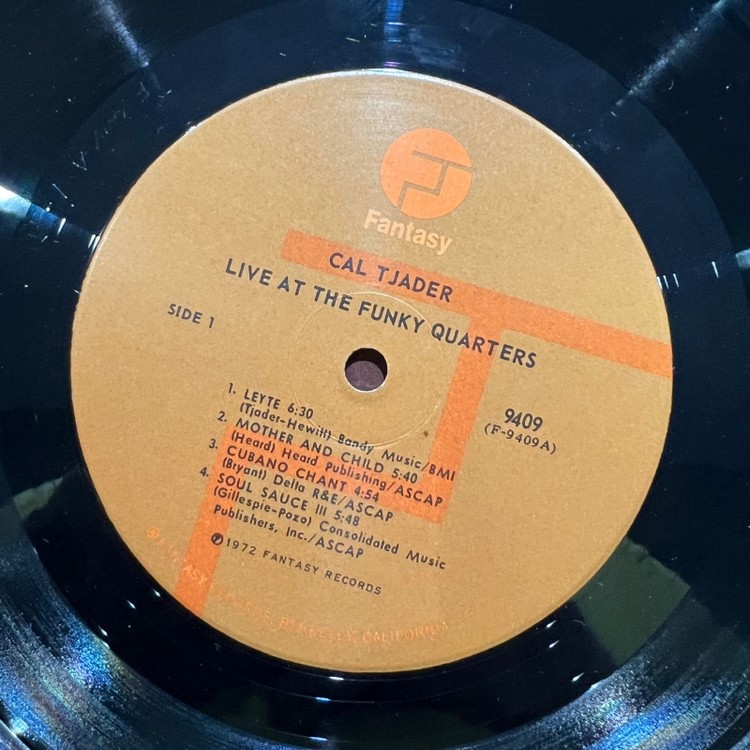 Fantasy
CAL TJADER
LIVE AT THE FUNKY QUARTERS
SIDE 1
9409
(F-9409A)
1. LEYTE 6:30
(Tjader-Hewitt) Bandy Music/BMI
2. MOTHER AND CHILD 5:40
(Heard) Heard Publishing/ASCAP
3. CUBANO CHANT 4:54
(Bryant) Della R&E/ASCAP
4. SOUL SAUCE III 5:48
(Gillespie-Pozo) Consolidated Music
Publishers, Inc./ASCAP
℗1972 FANTASY RECORDS
CALIFORNIA